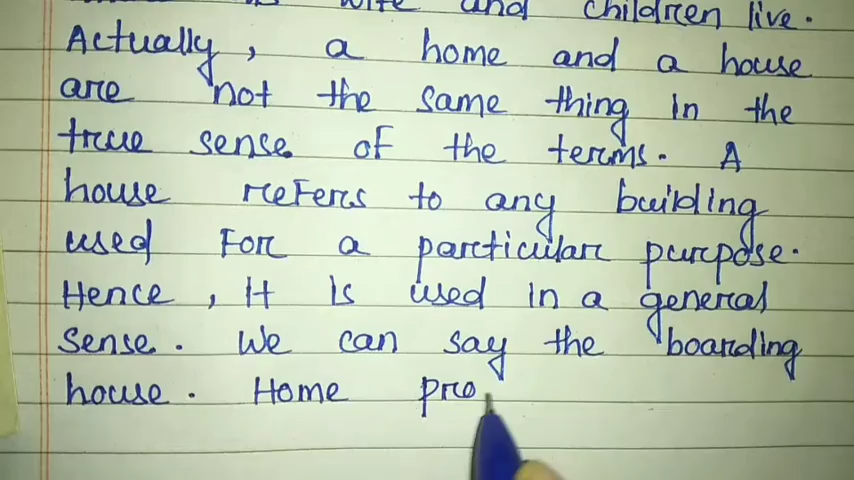 wife and children live.
Actually, a home and a house
are not the same thing in the
true sense of the terms. A
house refers to any building
used For a particular purpose.
Hence, It Is used in a general
sense. We can say the boarding
house. Home pro